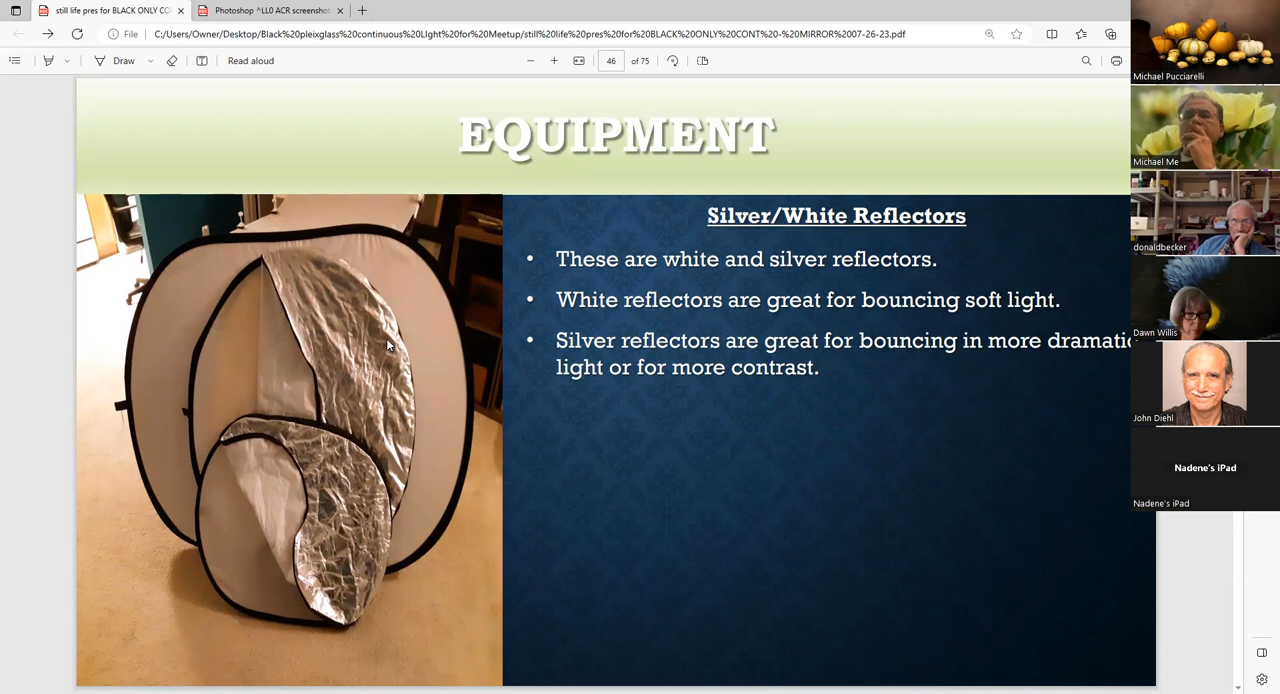 still life pres for BLACK ONLY CO
Photoshop ^LL0 ACR screenshot
File
C:/Users/Owner/Desktop/Black%20pleixglass%20continuous%20LIght%20for%20Meetup/still%20life%20pres%20for%20BLACK%20ONLY%20CONT%20-%20MIRROR%2007-26-23.pdf
Draw
Read aloud
46
of 75
EQUIPMENT
Silver/White Reflectors
• These are white and silver reflectors.
• White reflectors are great for bouncing soft light.
• Silver reflectors are great for bouncing in more dramatic
light or for more contrast.
Michael Pucciarelli
Michael Me
donaldbecker
Dawn Willis
John Diehl
Nadene's iPad
Nadene's iPad